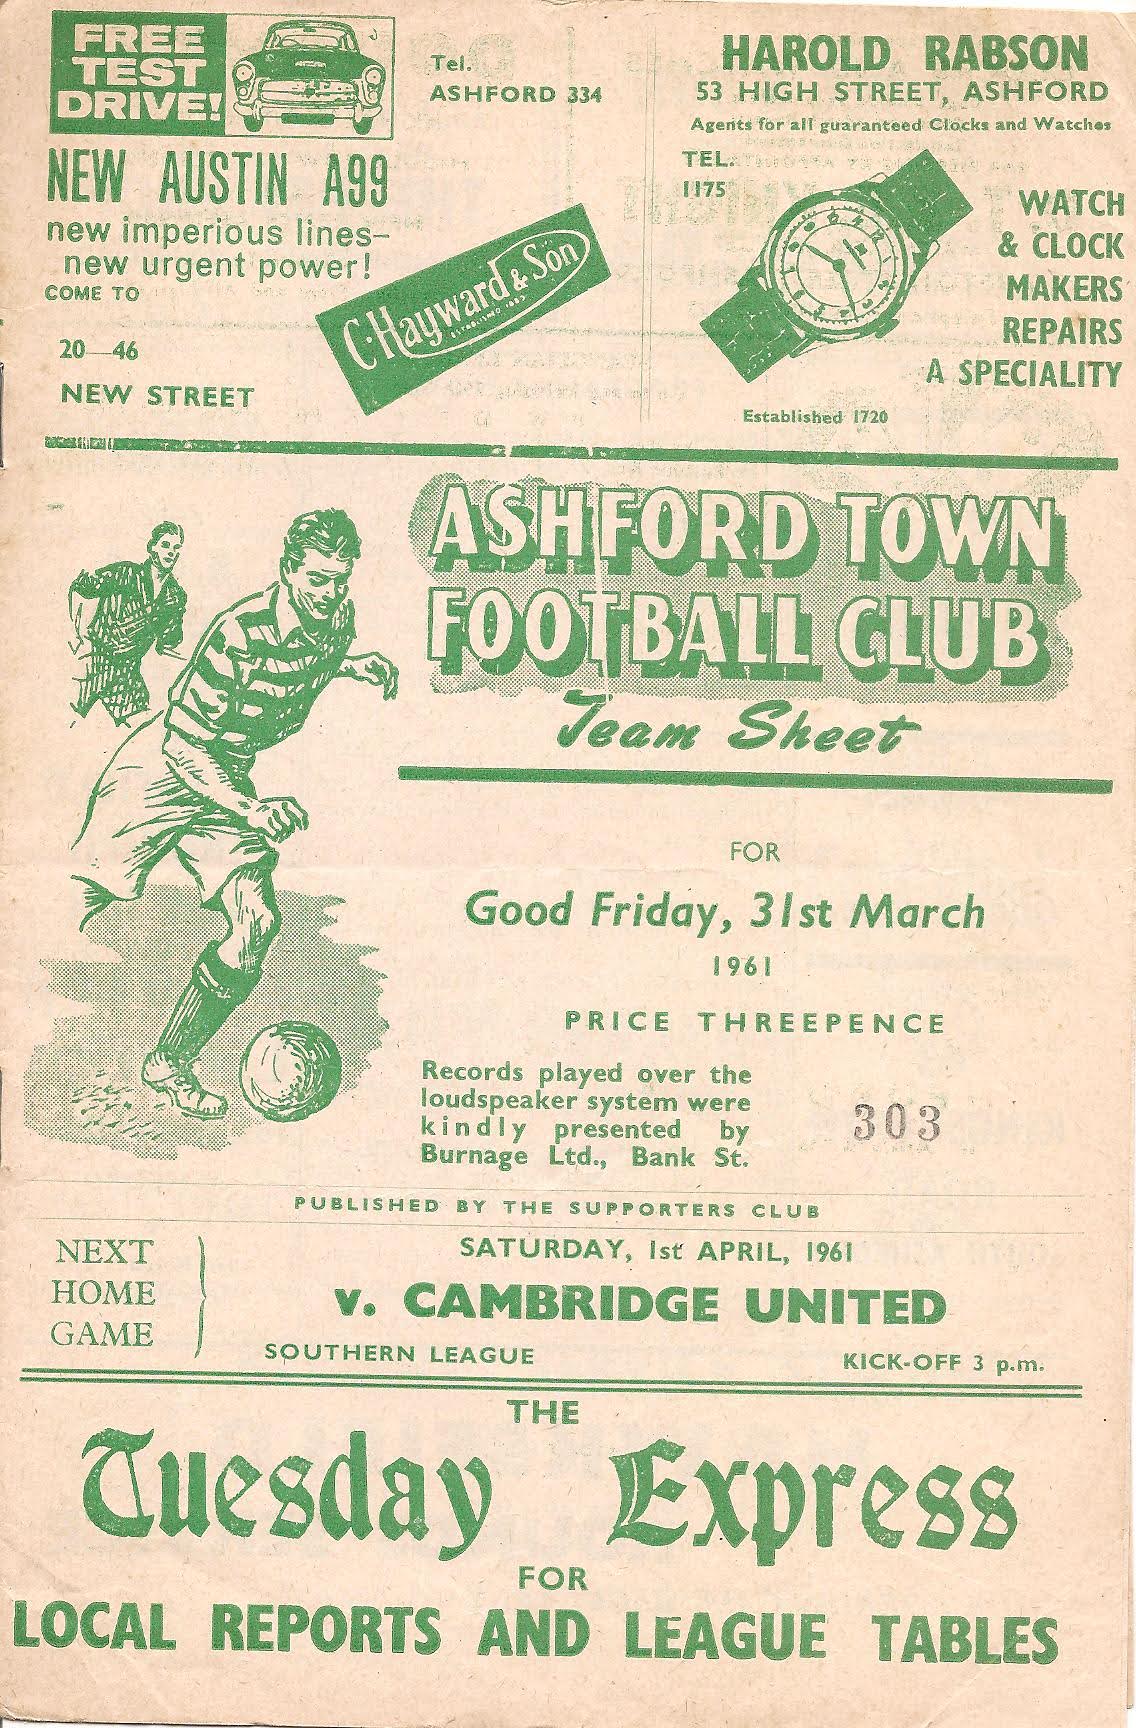 FREE
TEST
DRIVE!
NEW AUSTIN A99
new imperious lines—
new urgent power!
COME TO
20—46
NEW STREET
Tel.
ASHFORD 334
C. Hayward & Son
ESTABLISHED
HAROLD RABSON
53 HIGH STREET, ASHFORD
Agents for all guaranteed Clocks and Watches
TEL.
1175
WATCH
& CLOCK
MAKERS
REPAIRS
A SPECIALITY
Established 1720
ASHFORD TOWN
FOOTBALL CLUB
Team Sheet
FOR
Good Friday, 31st March
1961
PRICE THREEPENCE
Records played over the
loudspeaker system were
kindly presented by
Burnage Ltd., Bank St.
303
PUBLISHED BY THE SUPPORTERS CLUB
NEXT
HOME
GAME
SATURDAY, 1st APRIL, 1961
v. CAMBRIDGE UNITED
SOUTHERN LEAGUE
KICK-OFF 3 p.m.
THE
Tuesday Express
FOR
LOCAL REPORTS AND LEAGUE TABLES